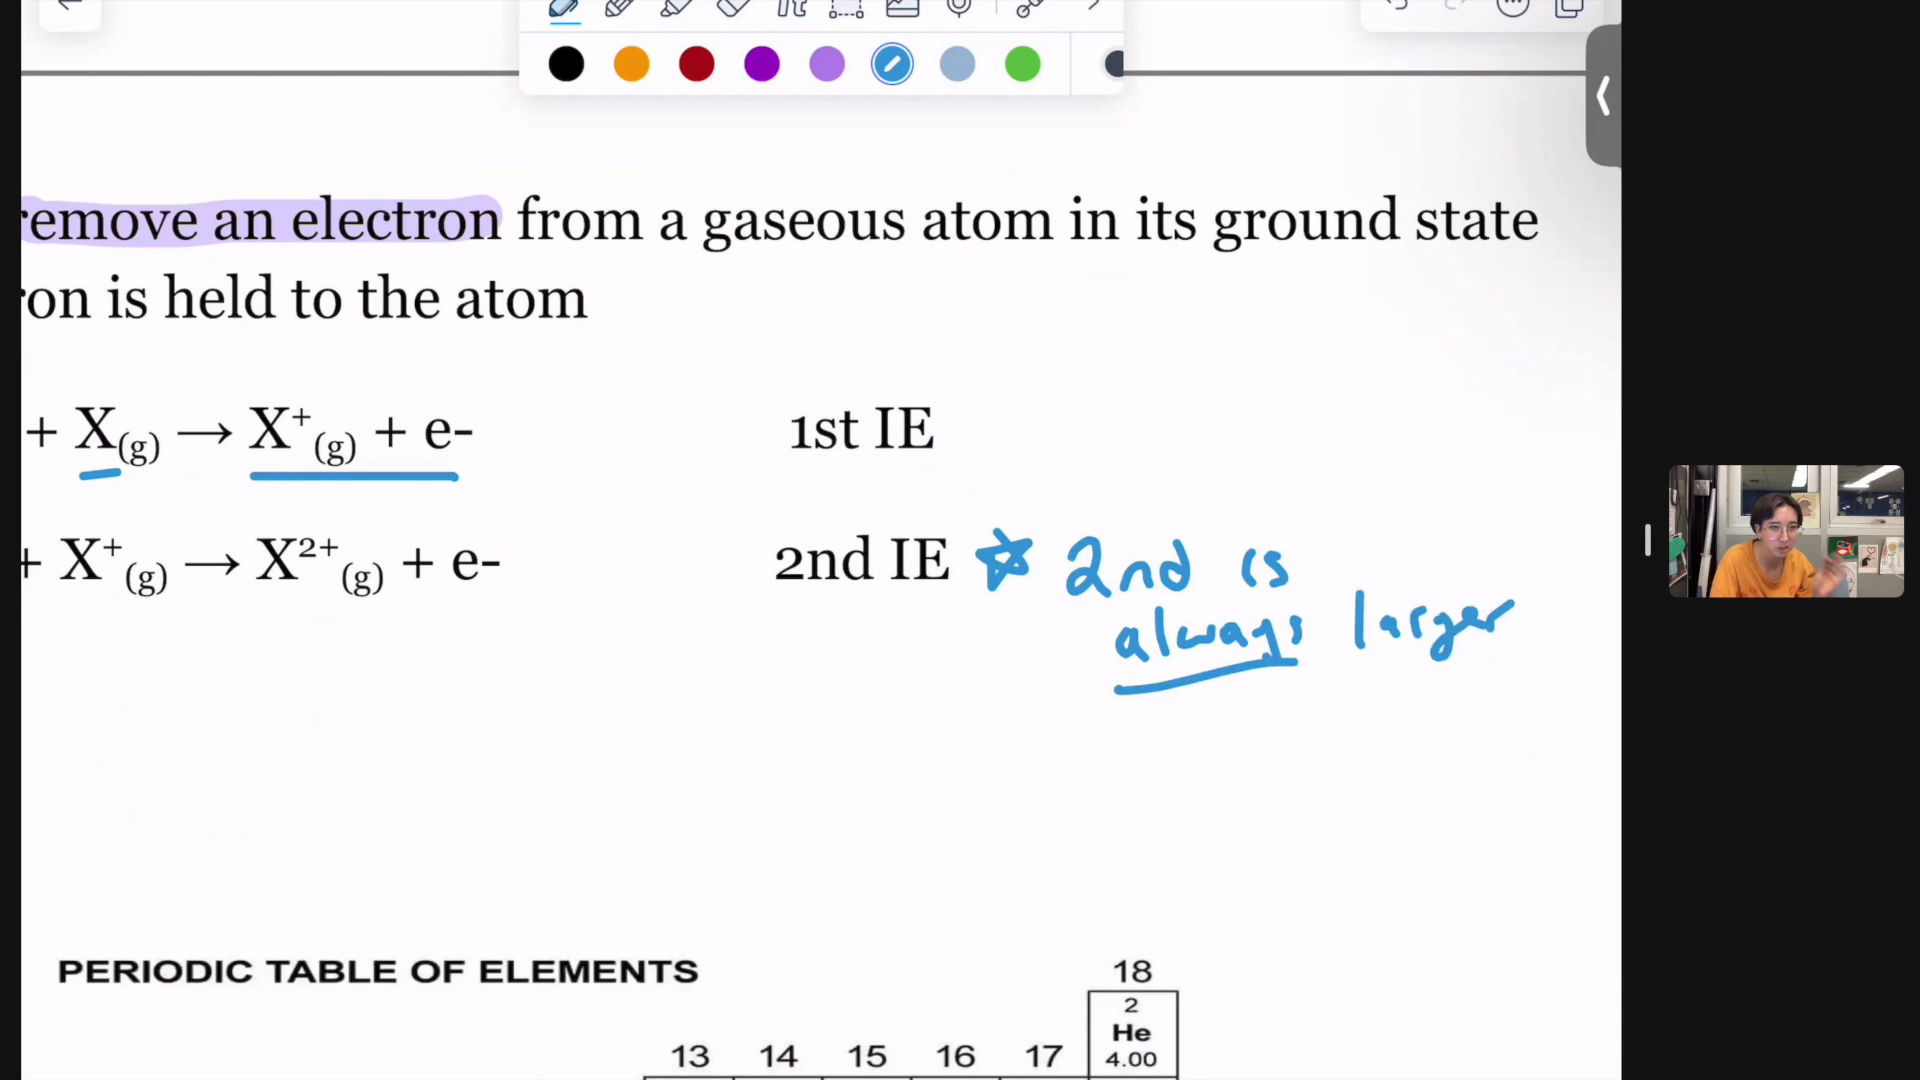 remove an electron from a gaseous atom in its ground state
on is held to the atom
+ X(g) → X⁺(g) + e- 1st IE
+ X⁺(g) → X²⁺(g) + e- 2nd IE ☆ 2nd is
always larger
PERIODIC TABLE OF ELEMENTS
18
2
He
4.00
13 14 15 16 17